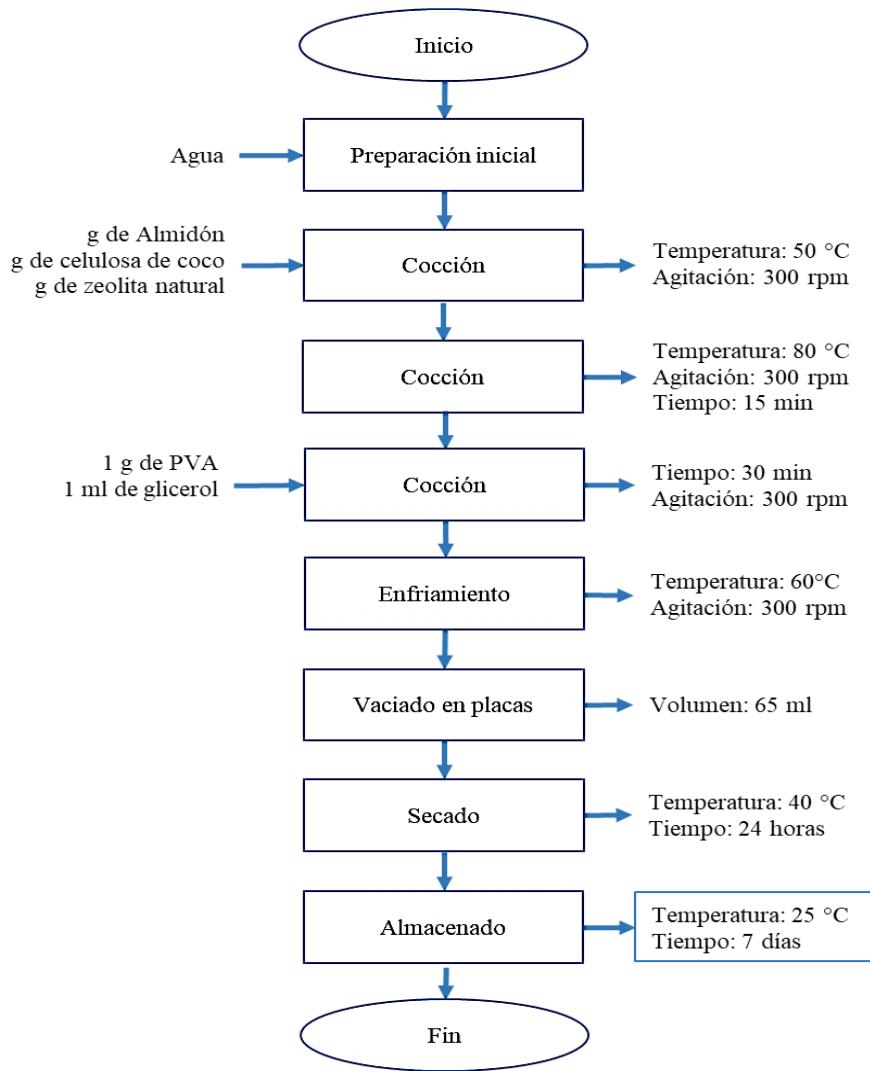 Inicio
Agua
Preparación inicial
g de Almidón
g de celulosa de coco
g de zeolita natural
Cocción
Temperatura: 50 °C
Agitación: 300 rpm
Cocción
Temperatura: 80 °C
Agitación: 300 rpm
Tiempo: 15 min
1 g de PVA
1 ml de glicerol
Cocción
Tiempo: 30 min
Agitación: 300 rpm
Enfriamiento
Temperatura: 60°C
Agitación: 300 rpm
Vaciado en placas
Volumen: 65 ml
Secado
Temperatura: 40 °C
Tiempo: 24 horas
Almacenado
Temperatura: 25 °C
Tiempo: 7 días
Fin